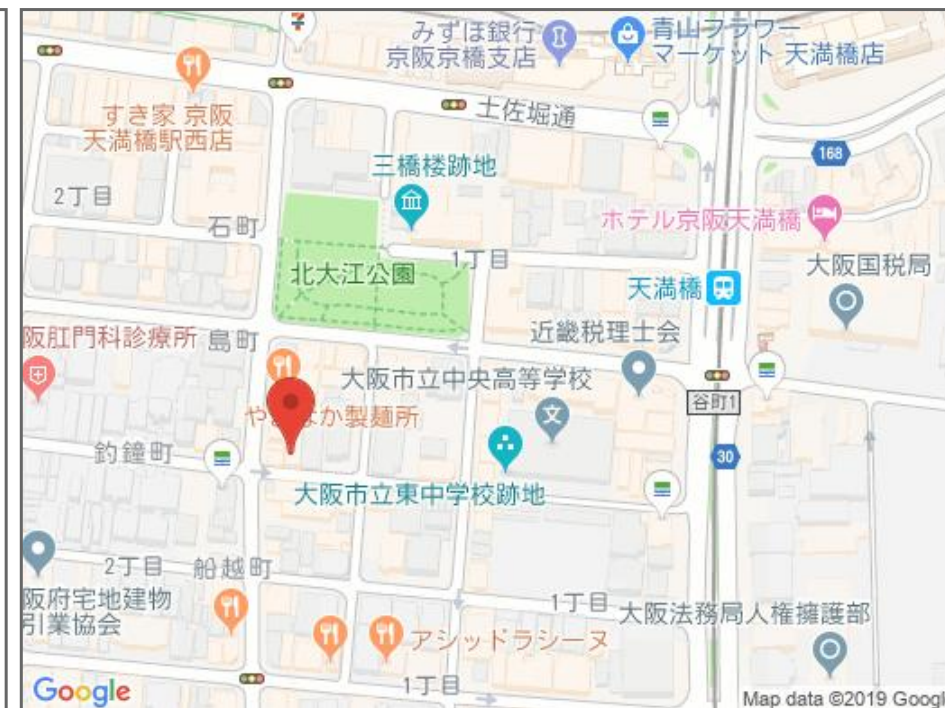 みずほ銀行
京阪京橋支店
青山フラワー
マーケット 天満橋店
すき家 京阪
天満橋駅西店
土佐堀通
168
三橋楼跡地
2丁目
石町
ホテル京阪天満橋
1丁目
北大江公園
天満橋
大阪国税局
阪肛門科診療所
島町
近畿税理士会
大阪市立中央高等学校
文
谷町1
か製麺所
釣鐘町
30
大阪市立東中学校跡地
2丁目
船越町
阪府宅地建物
引業協会
1丁目
大阪法務局人権擁護部
アシッドラシーヌ
1丁目
Google
Map data ©2019 Googl